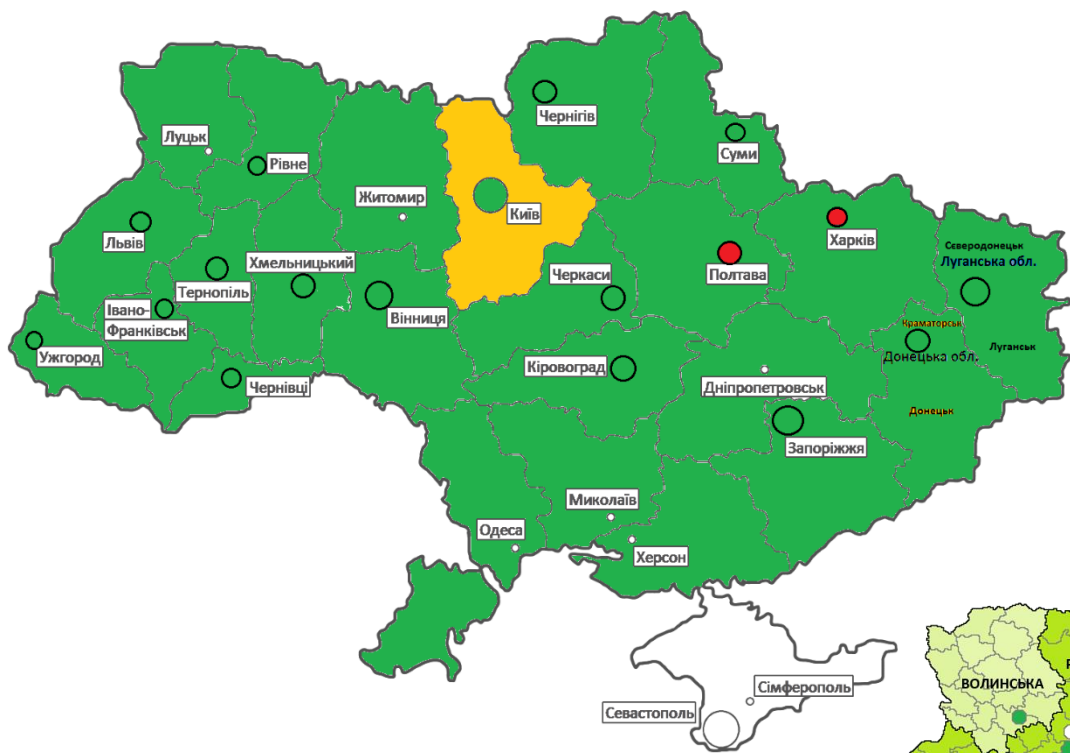 Чернігів
Луцьк
Суми
Рівне
Житомир
Київ
Львів
Харків
Сєверодонецьк
Луганська обл.
Хмельницький
Черкаси
Полтава
Тернопіль
Івано-
Франківськ
Вінниця
Краматорськ
Луганськ
Ужгород
Донецька обл.
Кіровоград
Чернівці
Дніпропетровськ
Донецьк
Запоріжжя
Миколаїв
Одеса
Херсон
Сімферополь
Севастополь
ВОЛИНСЬКА